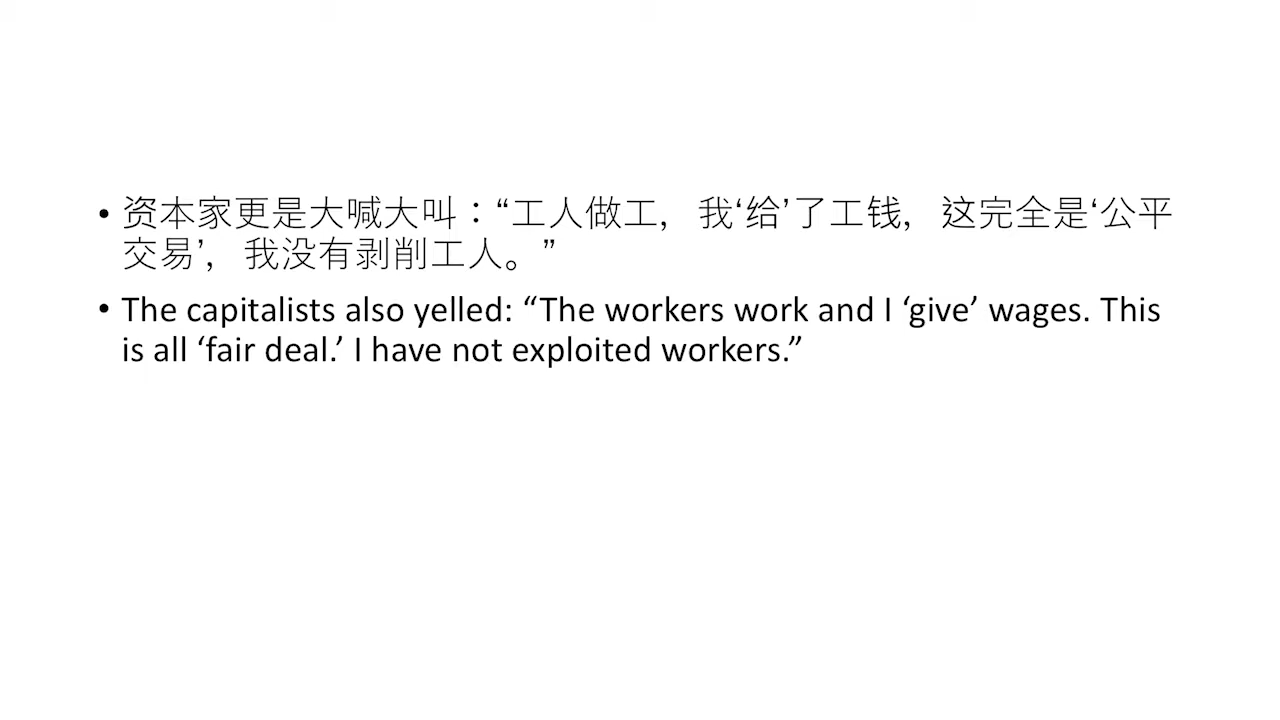 • 资本家更是大喊大叫：“工人做工，我‘给’了工钱，这完全是‘公平
交易’，我没有剥削工人。”
• The capitalists also yelled: “The workers work and I ‘give’ wages. This
is all ‘fair deal.’ I have not exploited workers.”